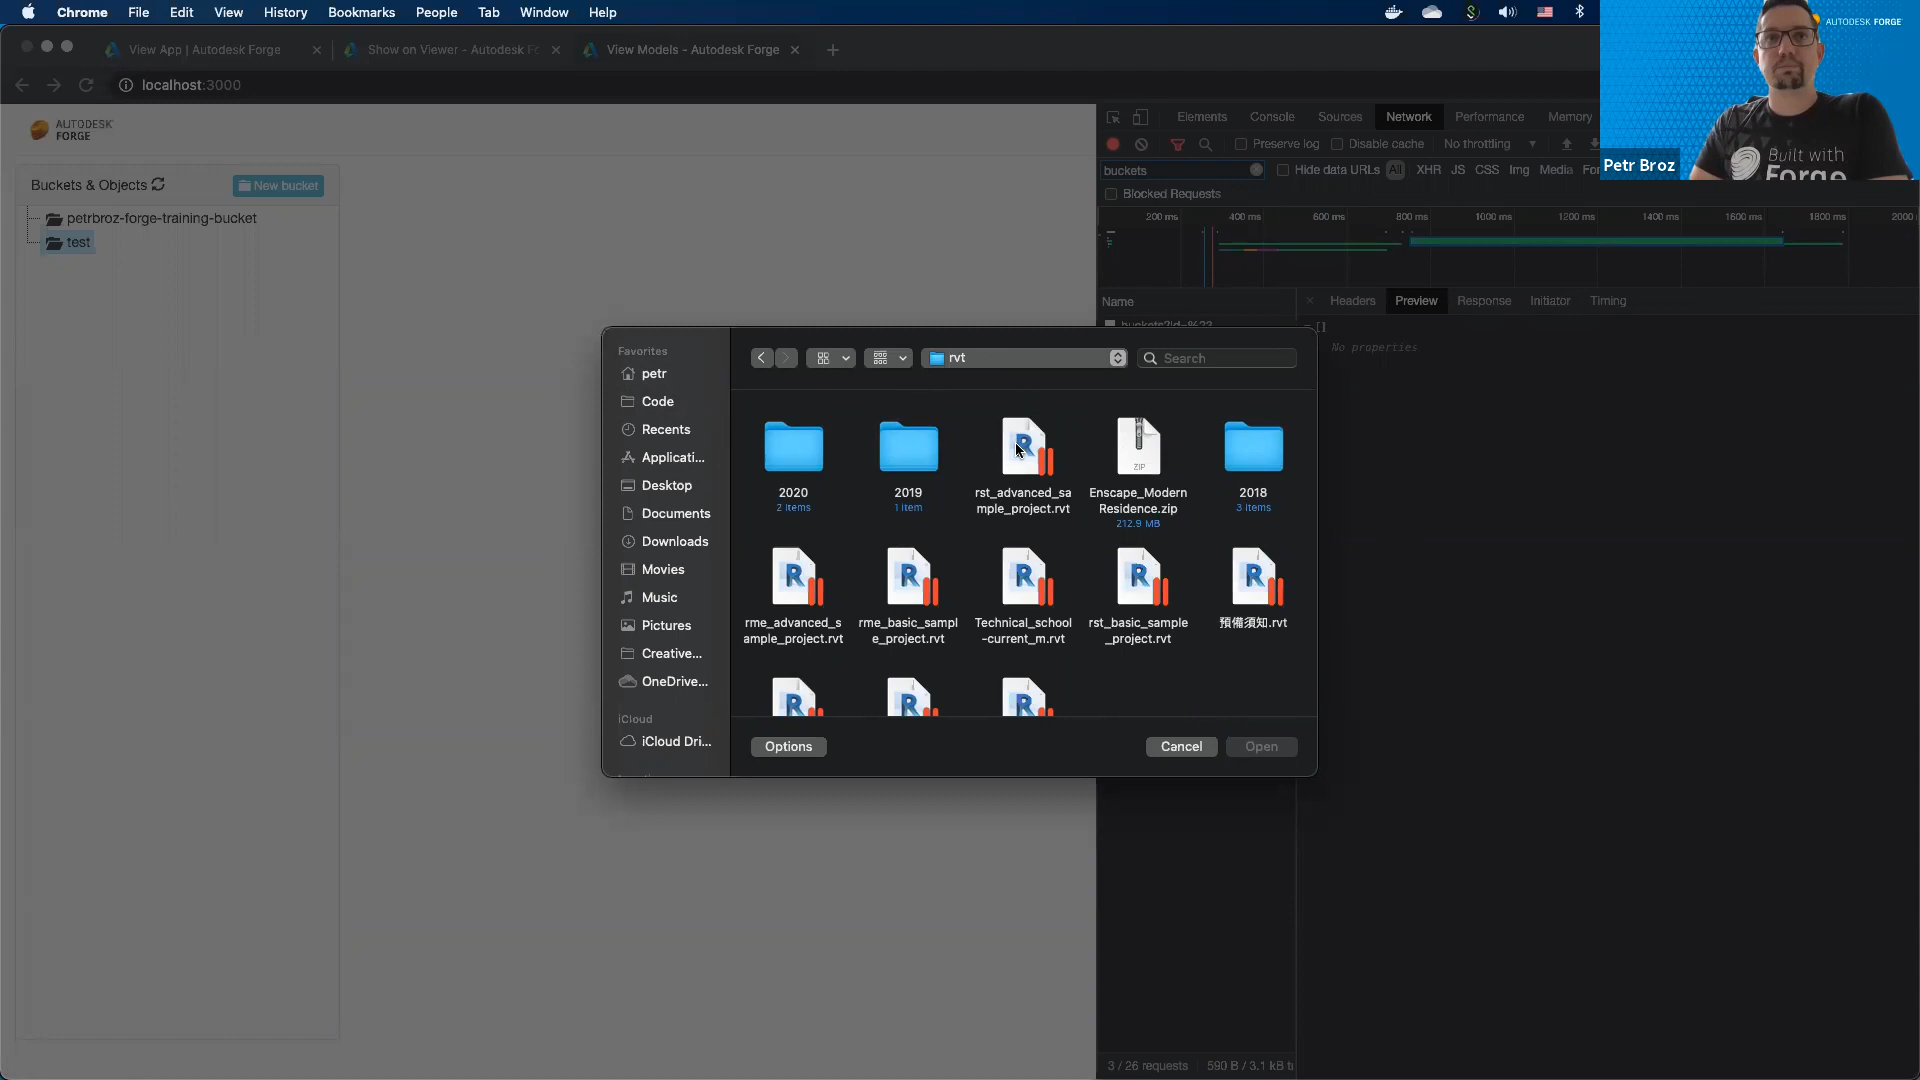 Chrome File Edit View History Bookmarks People Tab Window Help
View App | Autodesk Forge
Show on Viewer - Autodesk Fo
View Models - Autodesk Forge
localhost:3000
AUTODESK FORGE
Petr Broz
Built with
Forge
AUTODESK
FORGE
Elements Console Sources Network Performance Memory
Preserve log Disable cache No throttling
buckets
Hide data URLs All XHR JS CSS Img Media
Blocked Requests
200 ms 400 ms 600 ms 800 ms 1000 ms 1200 ms 1400 ms 1600 ms 1800 ms 2000
Name
Headers Preview Response Initiator Timing
buckets?id=%23
[]
No properties
Buckets & Objects
New bucket
petrbroz-forge-training-bucket
test
Favorites
petr
Code
Recents
Applicati...
Desktop
Documents
Downloads
Movies
Music
Pictures
Creative...
OneDrive...
iCloud
iCloud Dri...
rvt
Search
2020
2 items
2019
1 item
rst_advanced_sa
mple_project.rvt
ZIP
Enscape_Modern
Residence.zip
212.9 MB
2018
3 items
rme_advanced_s
ample_project.rvt
rme_basic_sampl
e_project.rvt
Technical_school
-current_m.rvt
rst_basic_sample
_project.rvt
預備須知.rvt
Options
Cancel
Open
3 / 26 requests
590 B / 3.1 kB